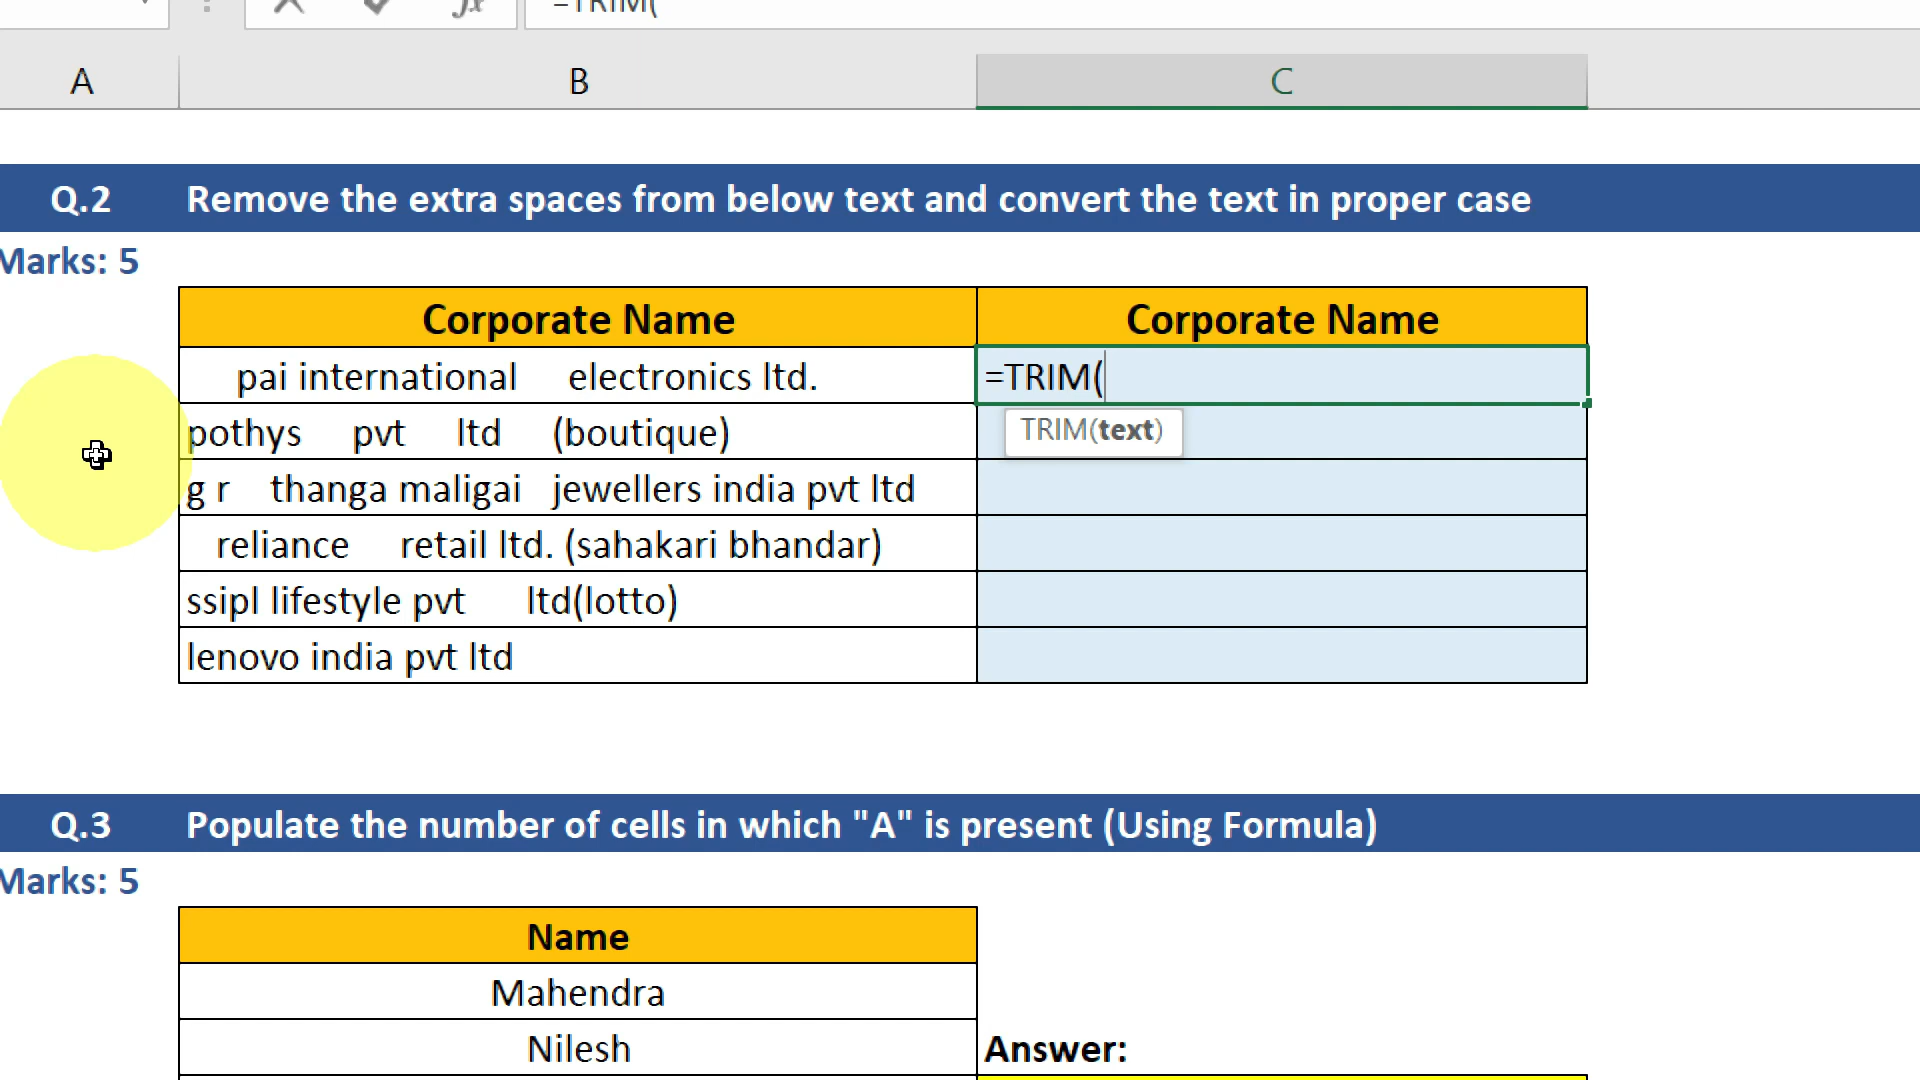 =TRIM(
A B C
Q.2 Remove the extra spaces from below text and convert the text in proper case
Marks: 5
Corporate Name Corporate Name
pai international electronics ltd. =TRIM(
TRIM(text)
pothys pvt ltd (boutique)
g r thanga maligai jewellers india pvt ltd
reliance retail ltd. (sahakari bhandar)
ssipl lifestyle pvt ltd(lotto)
lenovo india pvt ltd
Q.3 Populate the number of cells in which "A" is present (Using Formula)
Marks: 5
Name
Mahendra
Nilesh Answer: